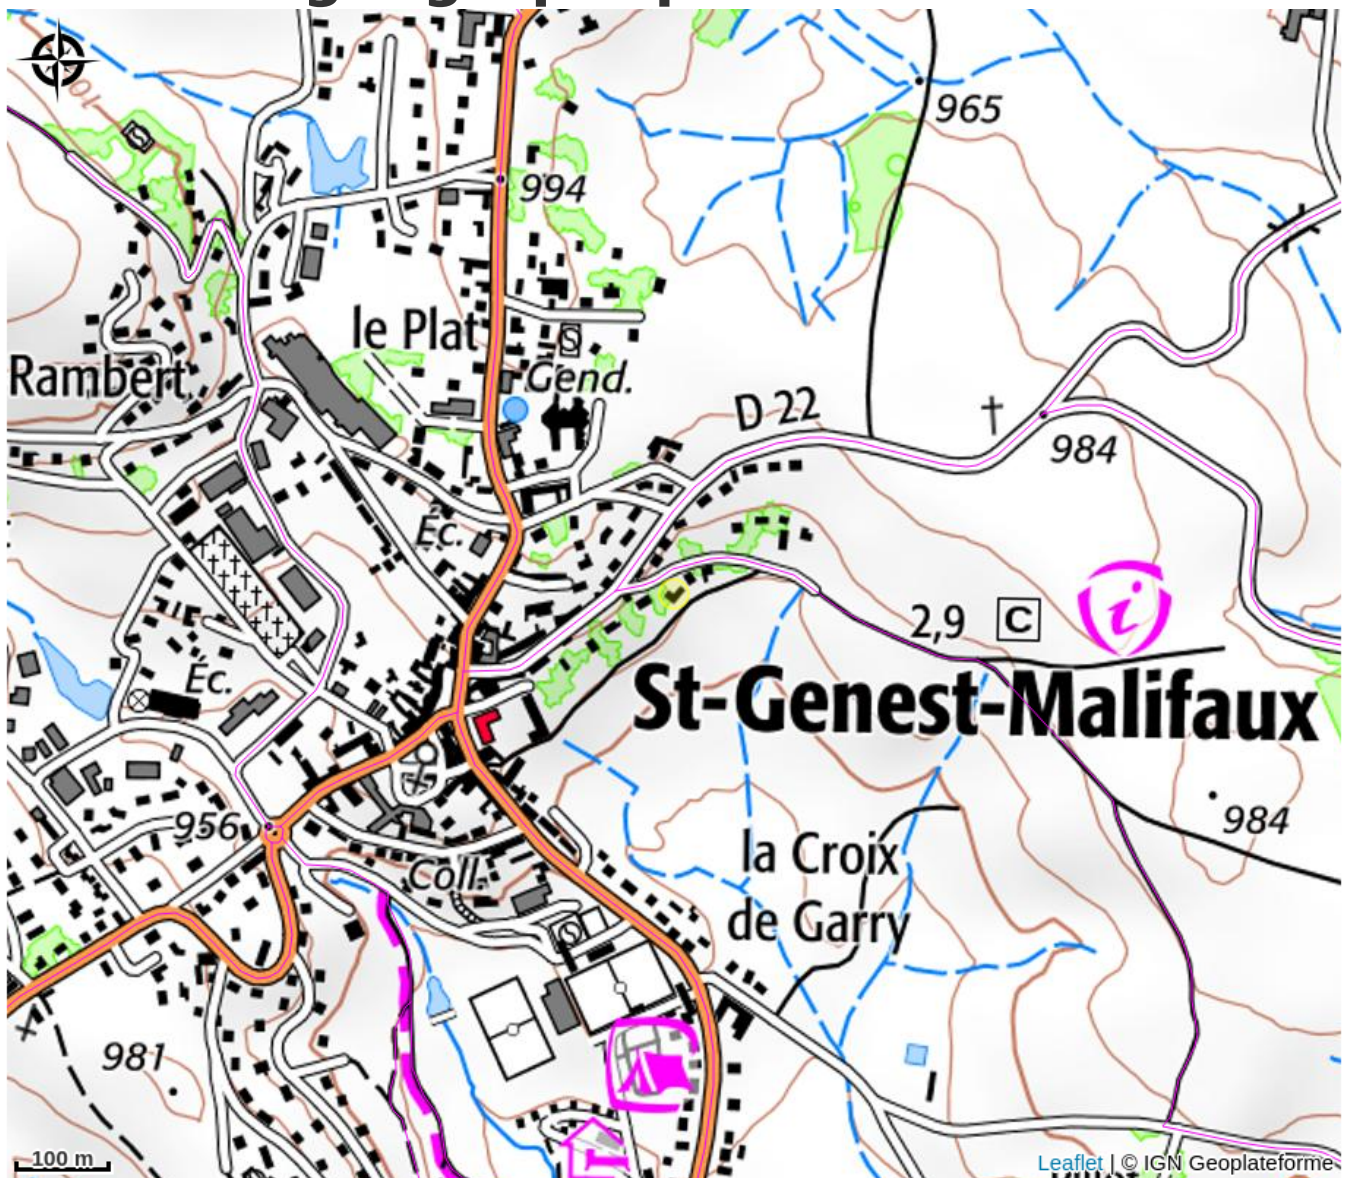 965
994
le Plat
Rambert
S
Gend.
D 22
984
Éc.
2,9
C
i
Éc.
St-Genest-Malifaux
984
956
la Croix
de Garry
Coll.
S
981
100 m
Leaflet | © IGN Geoplateforme